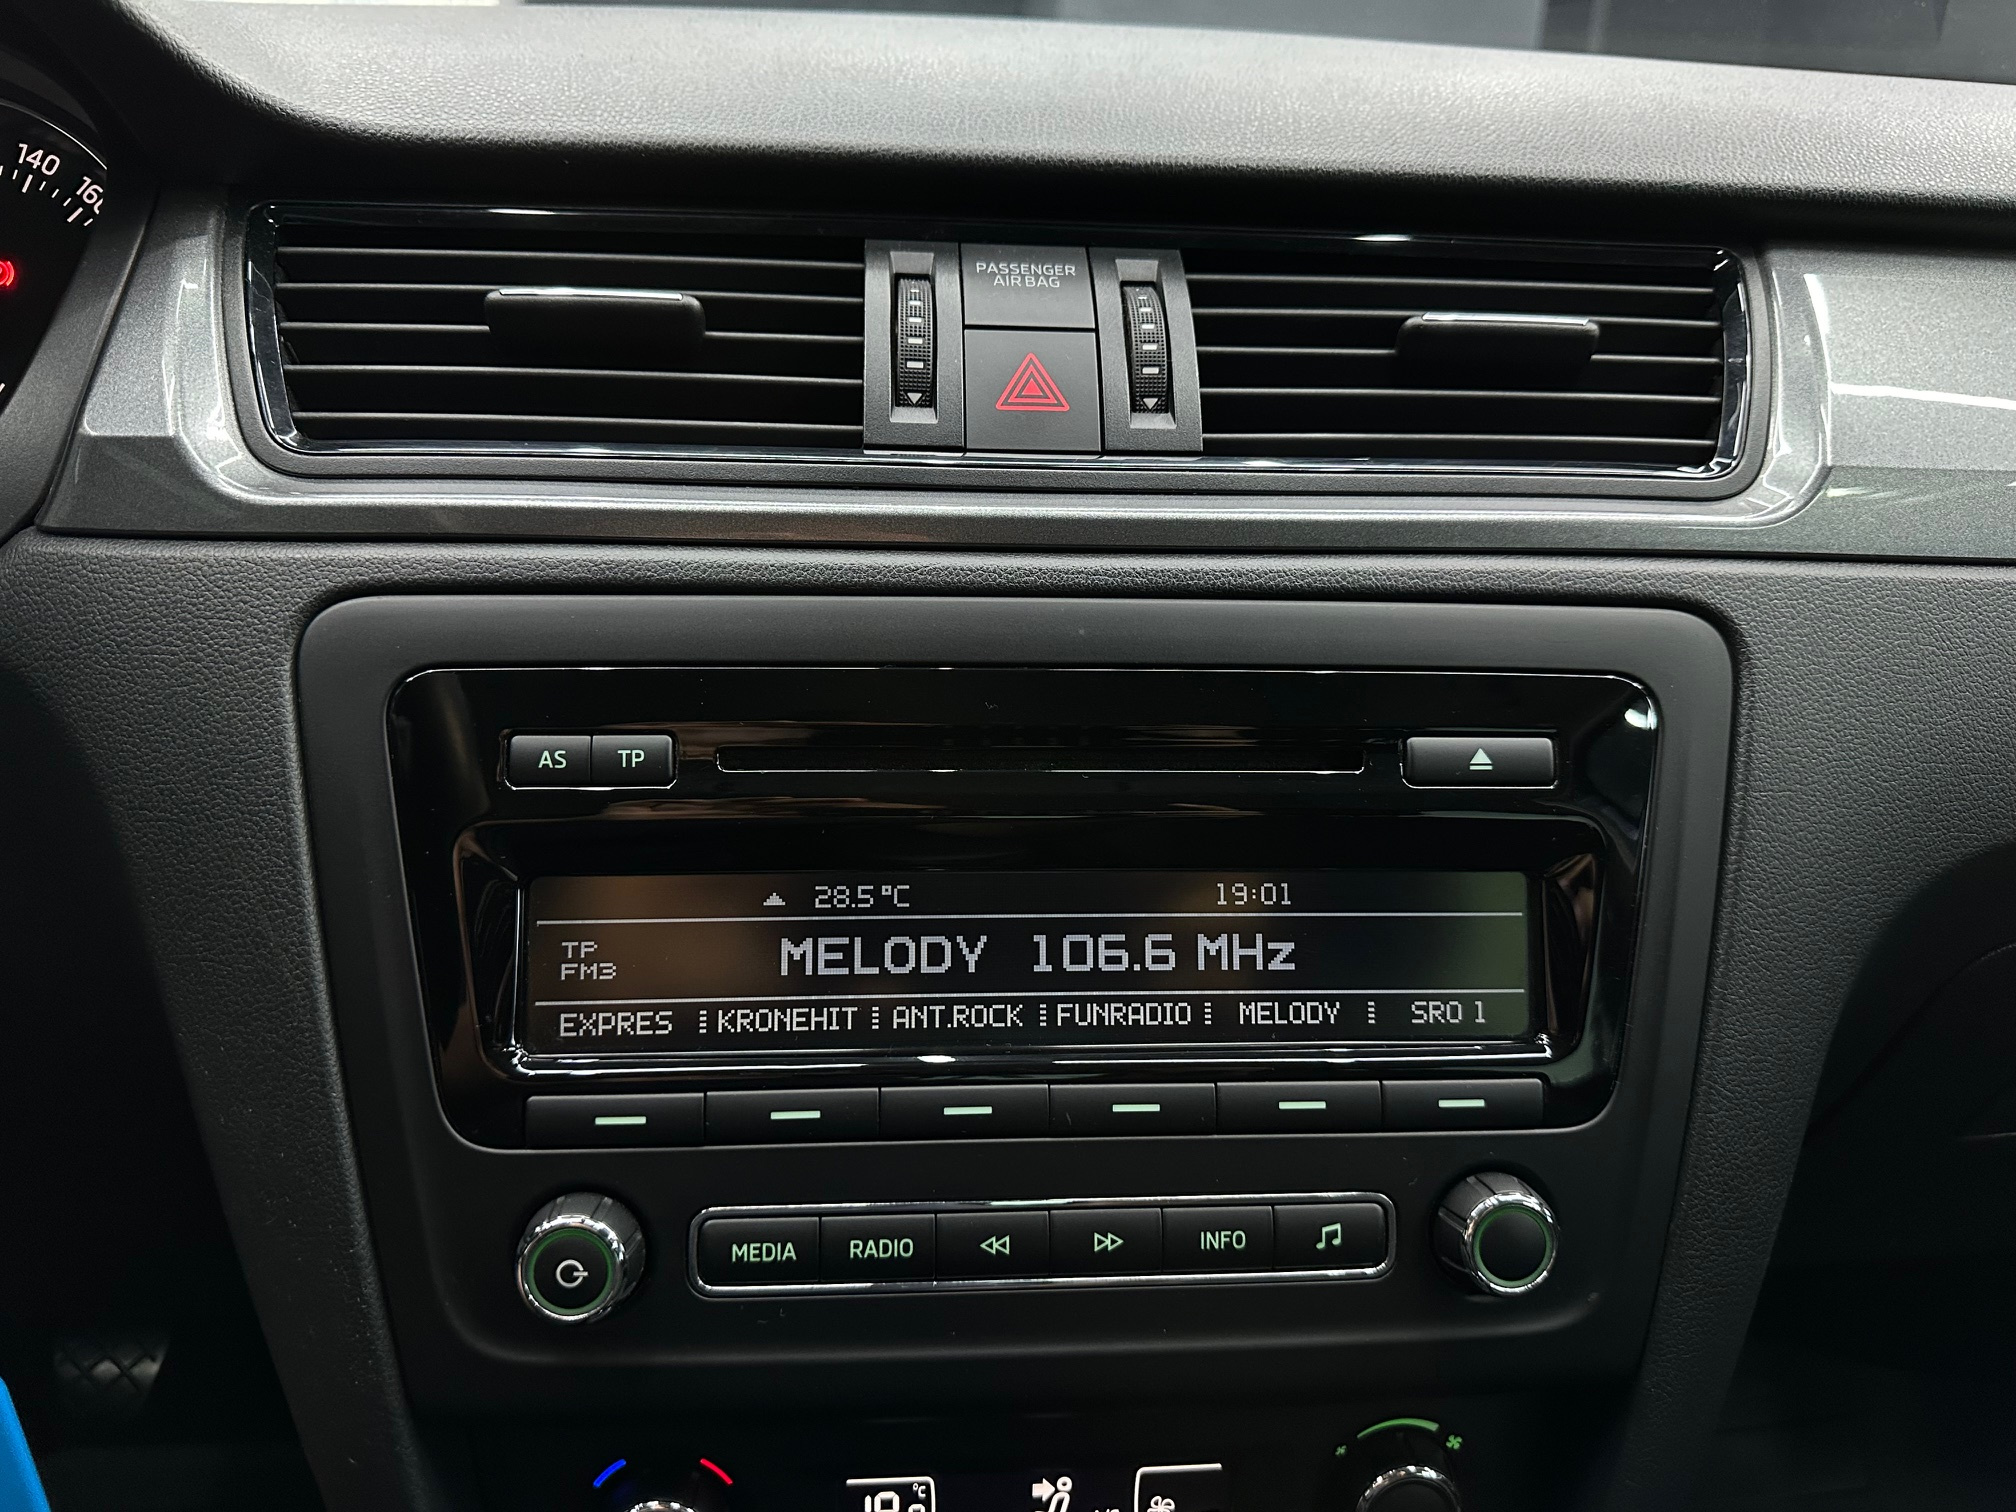 140
160
PASSENGER
AIR BAG
AS TP
28.5°C 19:01
TP
FM3
MELODY 106.6 MHz
EXPRES KRONEHIT ANT.ROCK FUNRADIO MELODY SRO 1
MEDIA RADIO INFO
°C